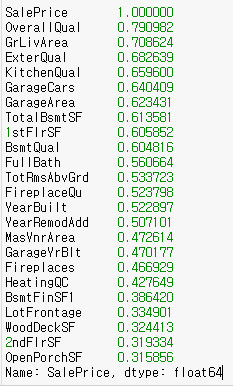 SalePrice 1.000000
OverallQual 0.790982
GrLivArea 0.708624
ExterQual 0.682639
KitchenQual 0.659600
GarageCars 0.640409
GarageArea 0.623431
TotalBsmtSF 0.613581
1stFlrSF 0.605852
BsmtQual 0.604816
FullBath 0.560664
TotRmsAbvGrd 0.533723
FireplaceQu 0.523798
YearBuilt 0.522897
YearRemodAdd 0.507101
MasVnrArea 0.472614
GarageYrBlt 0.470177
Fireplaces 0.466929
HeatingQC 0.427649
BsmtFinSF1 0.386420
LotFrontage 0.334901
WoodDeckSF 0.324413
2ndFlrSF 0.319334
OpenPorchSF 0.315856
Name: SalePrice, dtype: float64